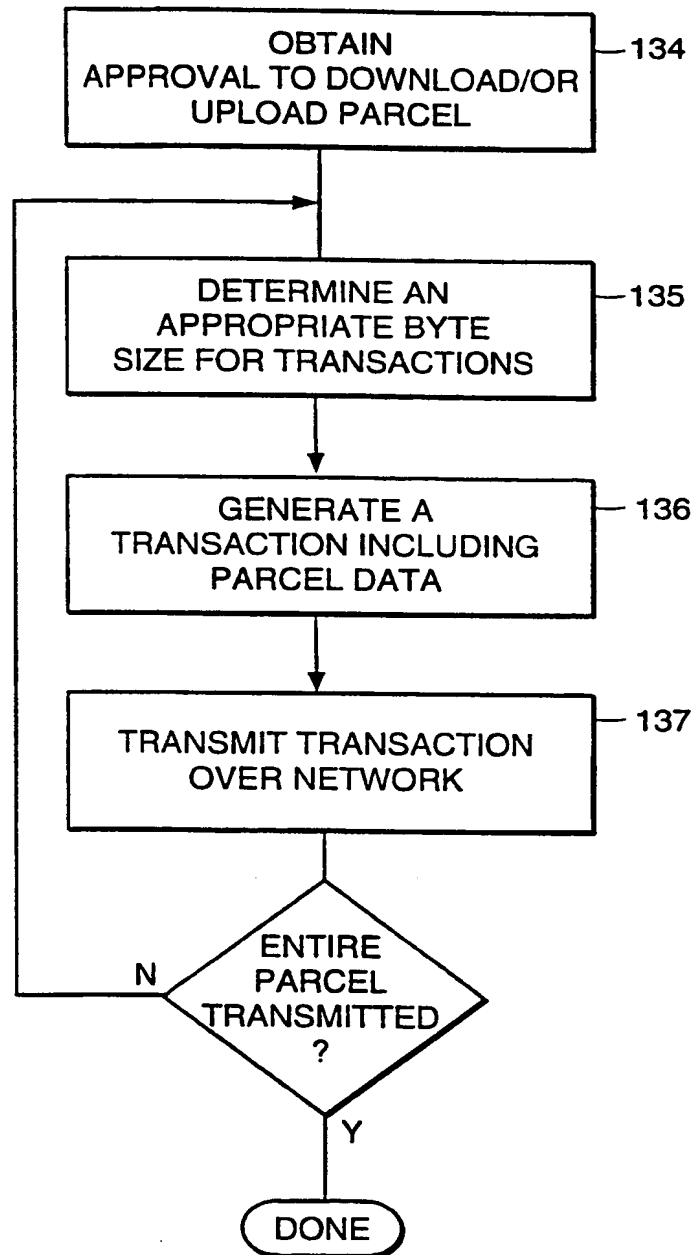 OBTAIN
APPROVAL TO DOWNLOAD/OR
UPLOAD PARCEL
134
DETERMINE AN
APPROPRIATE BYTE
SIZE FOR TRANSACTIONS
135
GENERATE A
TRANSACTION INCLUDING
PARCEL DATA
136
TRANSMIT TRANSACTION
OVER NETWORK
137
ENTIRE
PARCEL
TRANSMITTED
?
N
Y
DONE